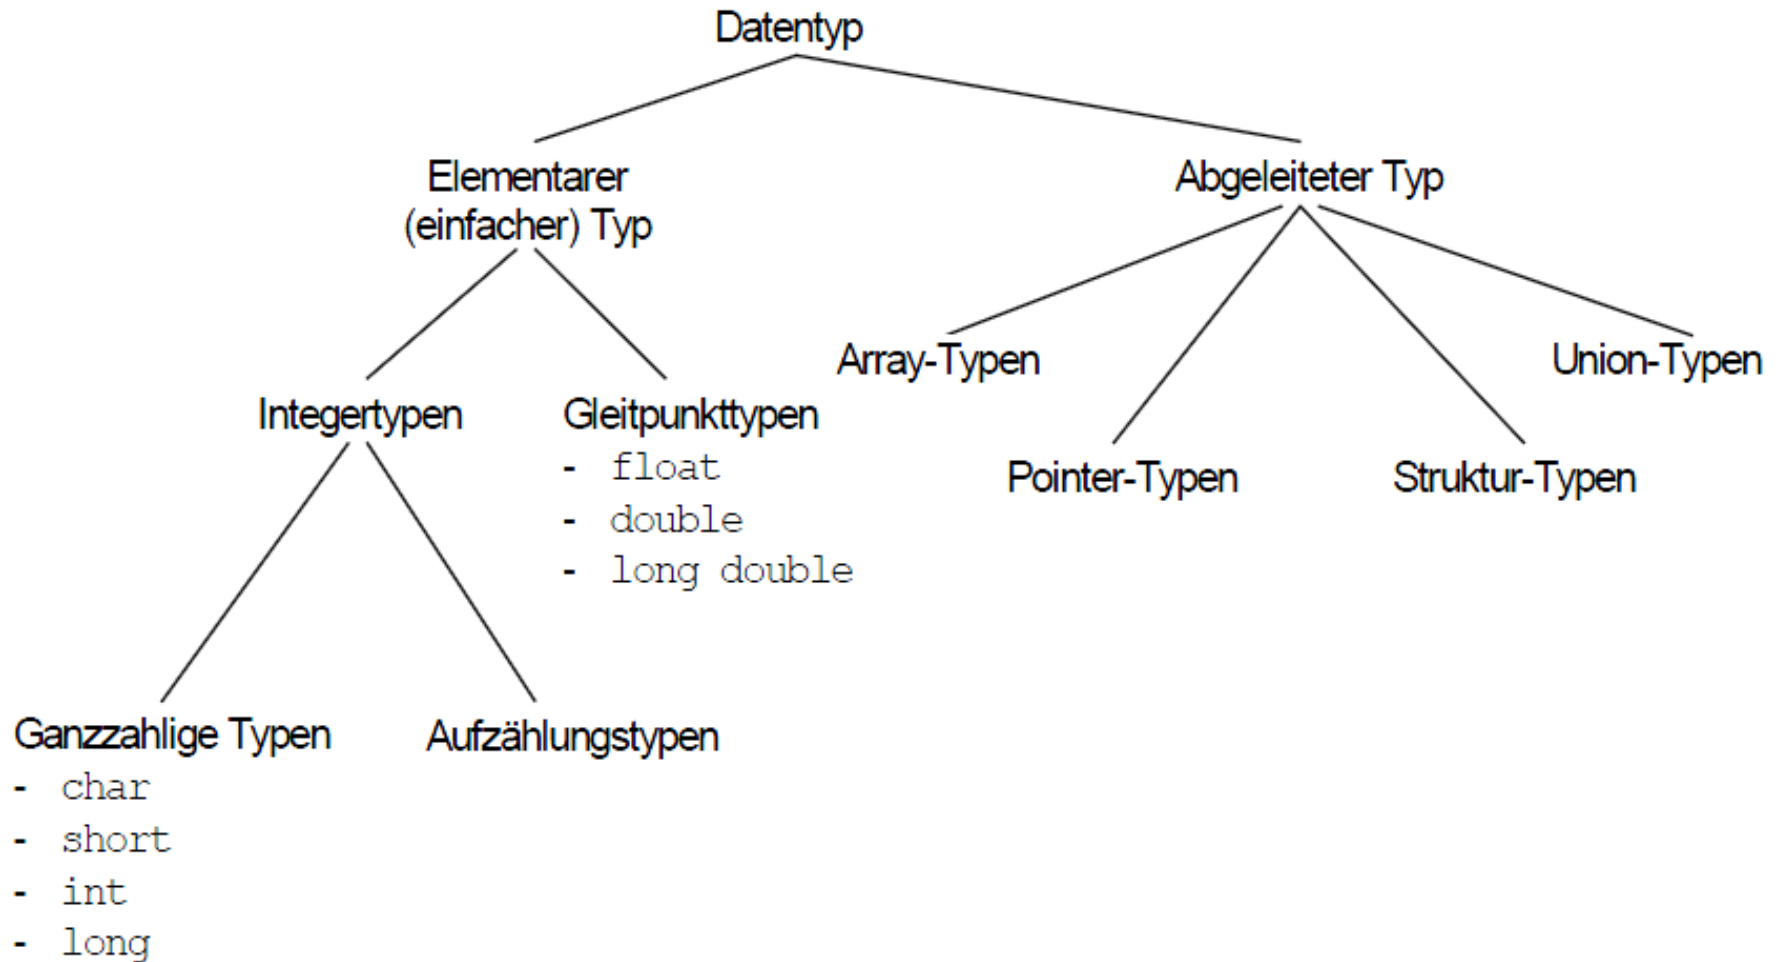 Datentyp
Elementarer
(einfacher) Typ
Abgeleiteter Typ
Array-Typen
Union-Typen
Integertypen
Gleitpunkttypen
- float
- double
- long double
Pointer-Typen
Struktur-Typen
Ganzzahlige Typen
- char
- short
- int
- long
Aufzählungstypen